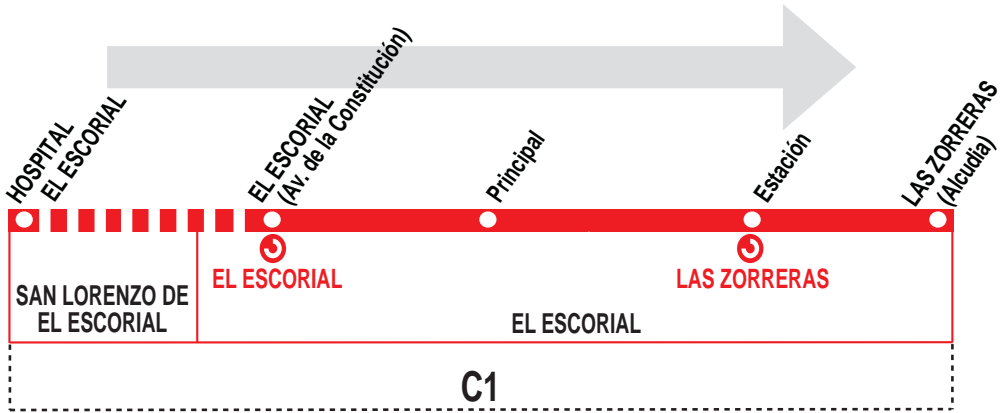 HOSPITAL
EL ESCORIAL
EL ESCORIAL
(Av. de la Constitución)
Principal
Estación
LAS ZORRERAS
(Alcudia)
EL ESCORIAL
LAS ZORRERAS
SAN LORENZO DE
EL ESCORIAL
EL ESCORIAL
C1